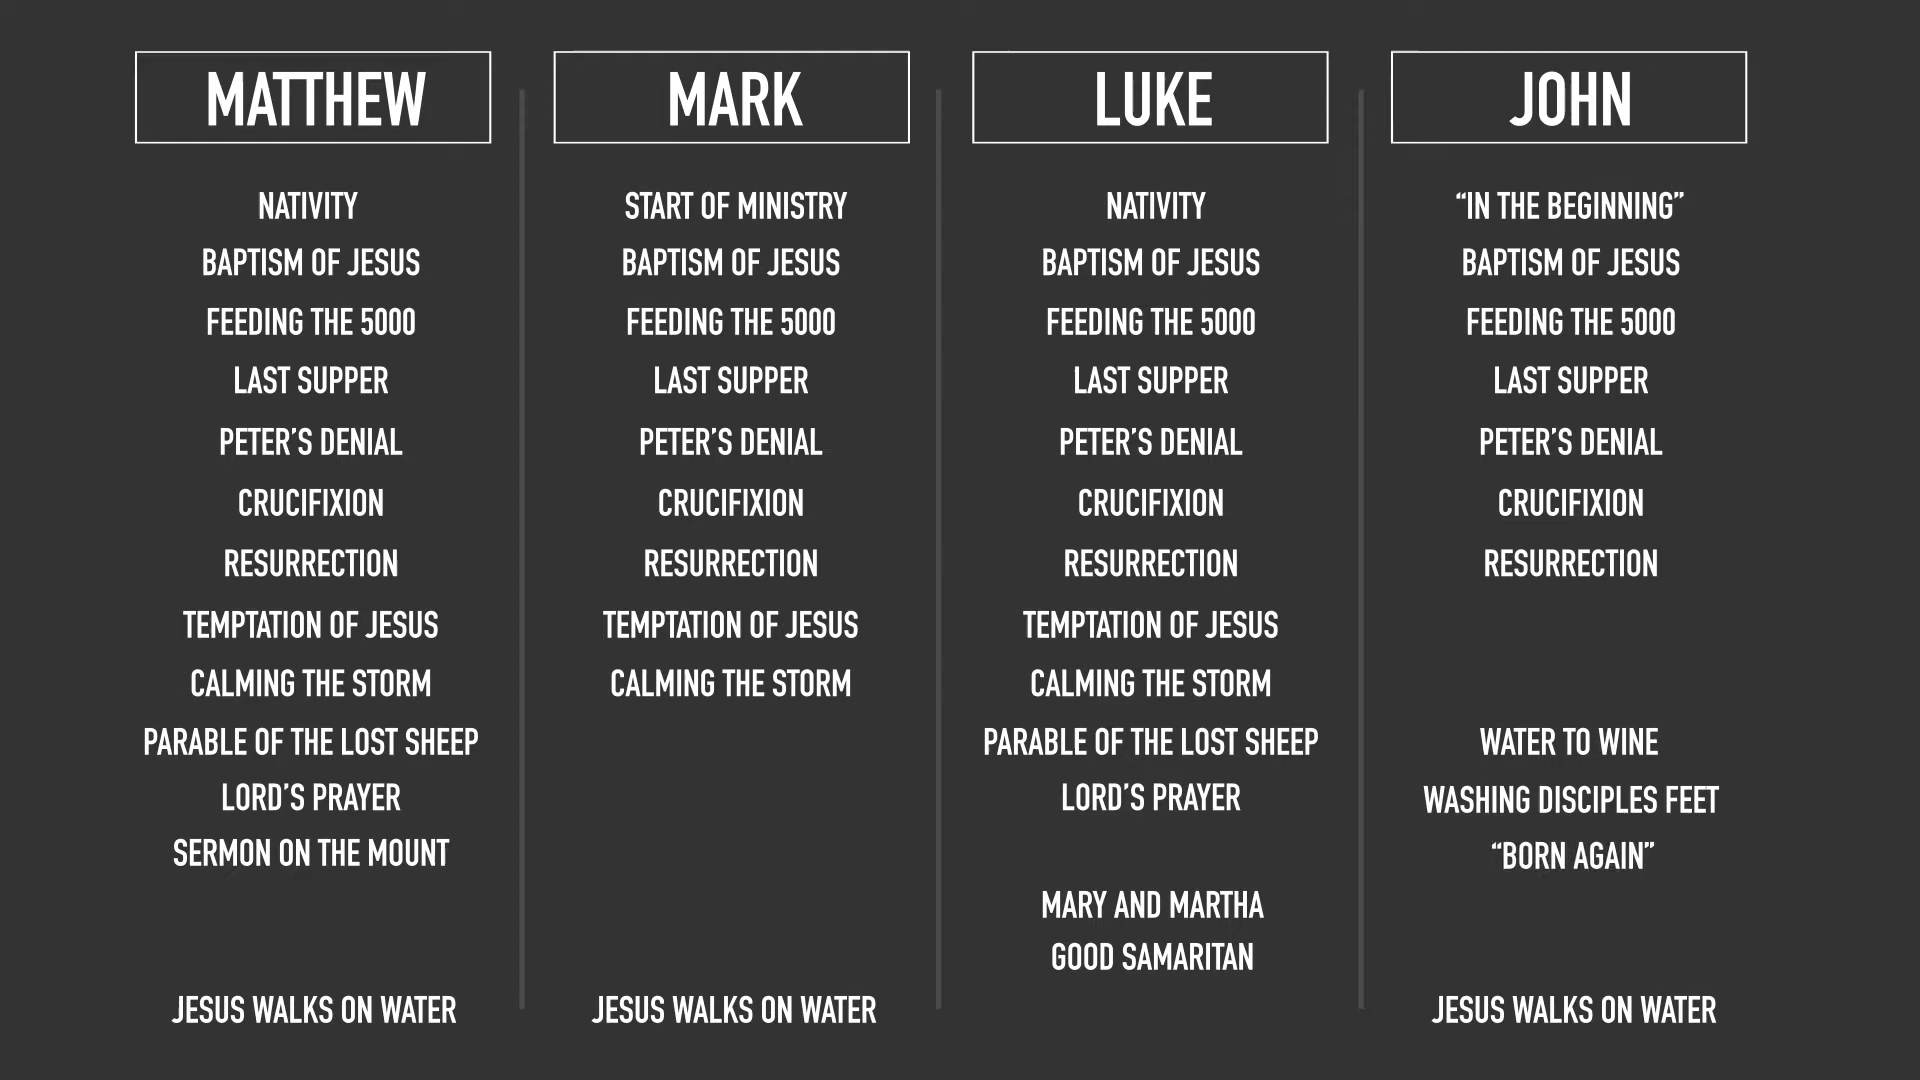 MATTHEW
NATIVITY
BAPTISM OF JESUS
FEEDING THE 5000
LAST SUPPER
PETER’S DENIAL
CRUCIFIXION
RESURRECTION
TEMPTATION OF JESUS
CALMING THE STORM
PARABLE OF THE LOST SHEEP
LORD’S PRAYER
SERMON ON THE MOUNT
JESUS WALKS ON WATER
MARK
START OF MINISTRY
BAPTISM OF JESUS
FEEDING THE 5000
LAST SUPPER
PETER’S DENIAL
CRUCIFIXION
RESURRECTION
TEMPTATION OF JESUS
CALMING THE STORM
JESUS WALKS ON WATER
LUKE
NATIVITY
BAPTISM OF JESUS
FEEDING THE 5000
LAST SUPPER
PETER’S DENIAL
CRUCIFIXION
RESURRECTION
TEMPTATION OF JESUS
CALMING THE STORM
PARABLE OF THE LOST SHEEP
LORD’S PRAYER
MARY AND MARTHA
GOOD SAMARITAN
JOHN
“IN THE BEGINNING”
BAPTISM OF JESUS
FEEDING THE 5000
LAST SUPPER
PETER’S DENIAL
CRUCIFIXION
RESURRECTION
WATER TO WINE
WASHING DISCIPLES FEET
“BORN AGAIN”
JESUS WALKS ON WATER